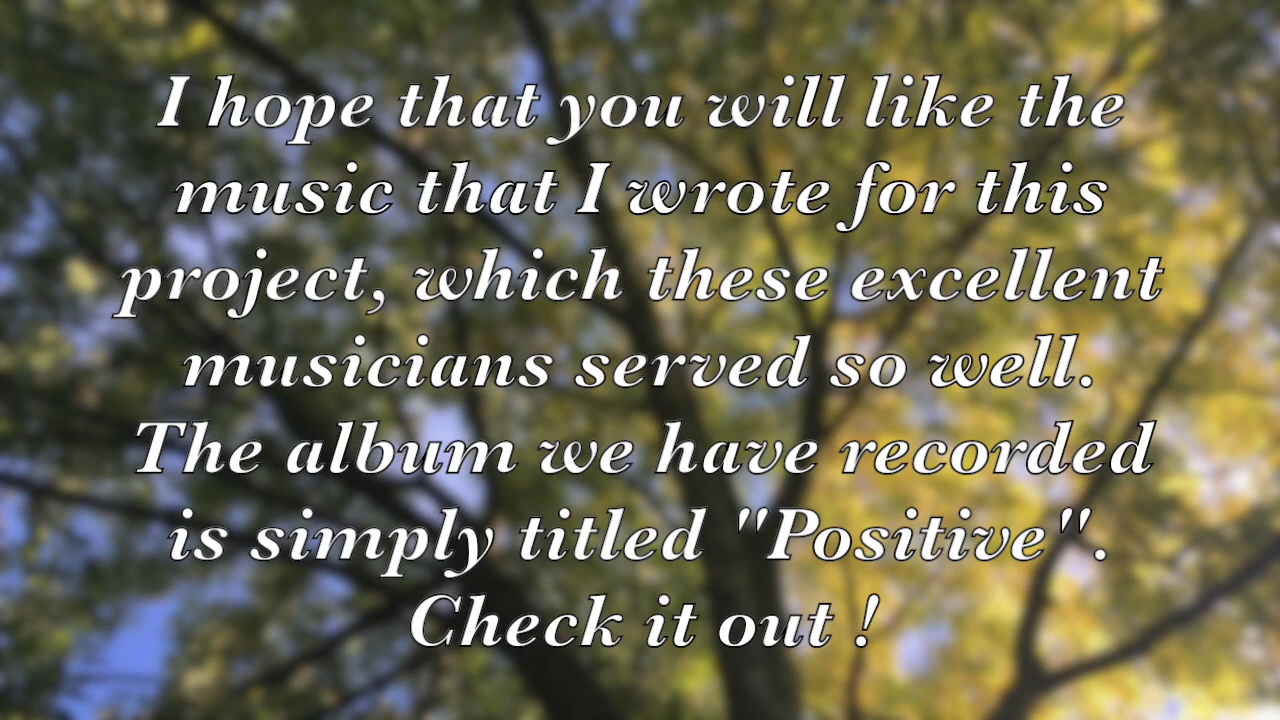 I hope that you will like the
music that I wrote for this
project, which these excellent
musicians served so well.
The album we have recorded
is simply titled "Positive".
Check it out !